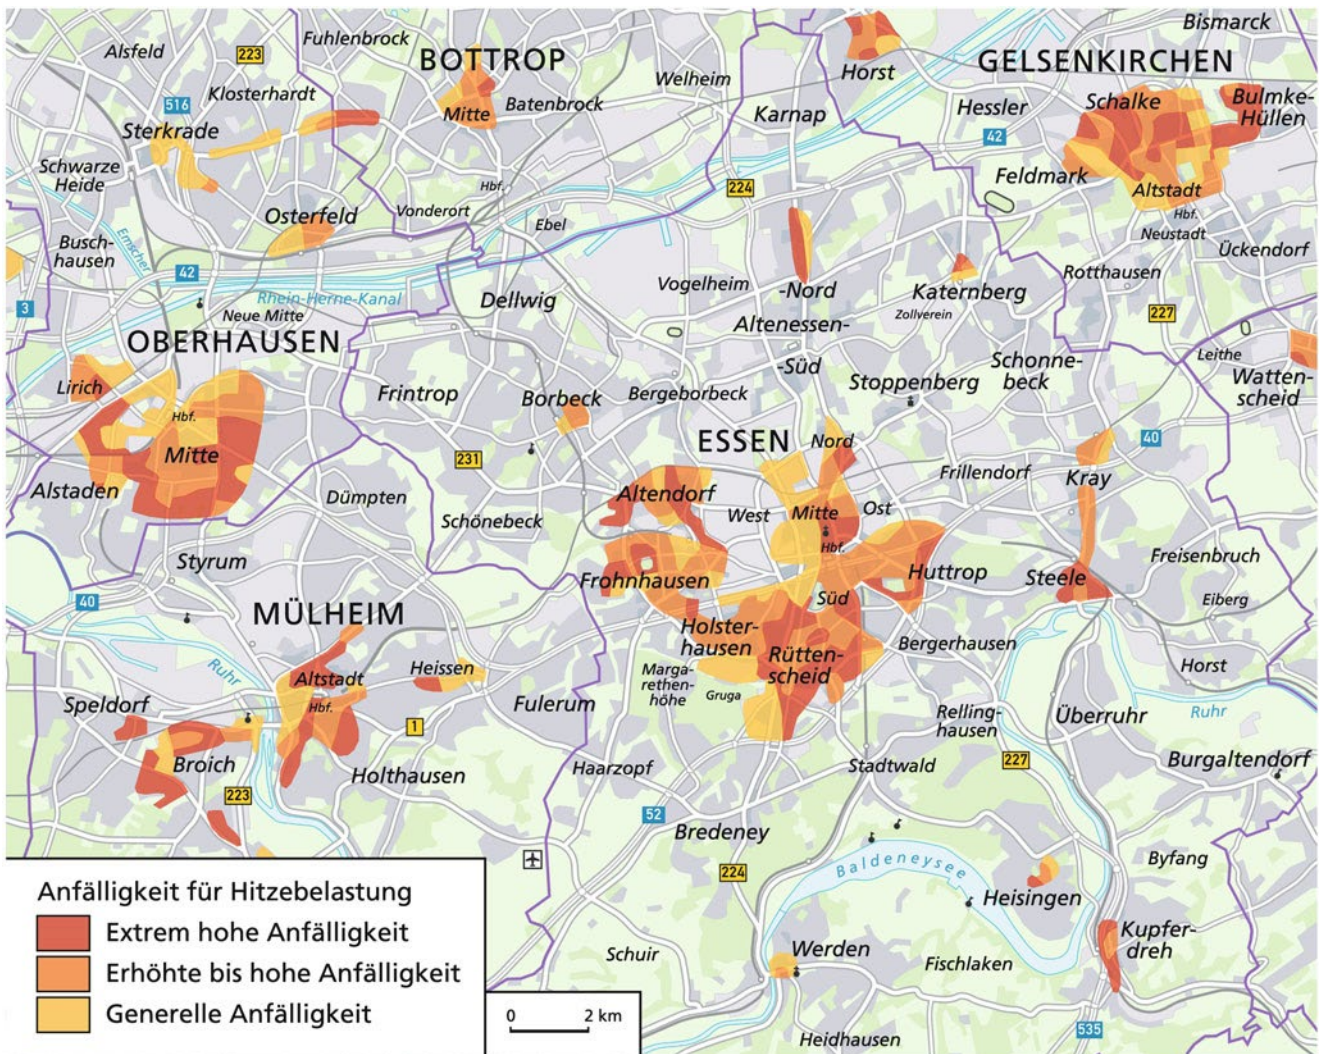 Alsfeld
223
Fuhlenbrock
BOTTROP
Welheim
Horst
GELSENKIRCHEN
Bismarck
516
Klosterhardt
Sterkrade
Mitte
Batenbrock
Karnap
Hessler
42
Schalke
Bulmke-
Hüllen
Schwarze
Heide
Osterfeld
Hbf.
Vonderort
Ebel
224
Feldmark
Altstadt
Hbf.
Neustadt
Ückendorf
Busch-
hausen
Emscher
42
3
Rhein-Herne-Kanal
Neue Mitte
Dellwig
Vogelheim
-Nord
Altenessen-
-Süd
Katernberg
Zollverein
Rotthausen
227
OBERHAUSEN
Lirich
Hbf.
Mitte
Alstaden
Frintrop
Borbeck
Bergeborbeck
Stoppenberg
Schonne-
beck
Leithe
Watten-
scheid
231
ESSEN
Nord
Frillendorf
40
Kray
Dümpten
Schönebeck
Altendorf
West
Mitte
Ost
Hbf.
Styrum
40
Frohnhausen
Huttrop
Steele
Freisenbruch
Eiberg
MÜLHEIM
Süd
Holster-
hausen
Rütten-
scheid
Bergerhausen
Horst
Ruhr
Altstadt
Hbf.
Heissen
Marga-
rethen-
höhe
Gruga
Speldorf
Fulerum
Relling-
hausen
Überruhr
Ruhr
1
Broich
Holthausen
223
Haarzopf
Stadtwald
227
Burgaltendorf
52
Bredeney
224
Baldeneysee
Heisingen
Byfang
Kupfer-
dreh
Schuir
Werden
Fischlaken
Heidhausen
535
Anfälligkeit für Hitzebelastung
Extrem hohe Anfälligkeit
Erhöhte bis hohe Anfälligkeit
Generelle Anfälligkeit
0 2 km